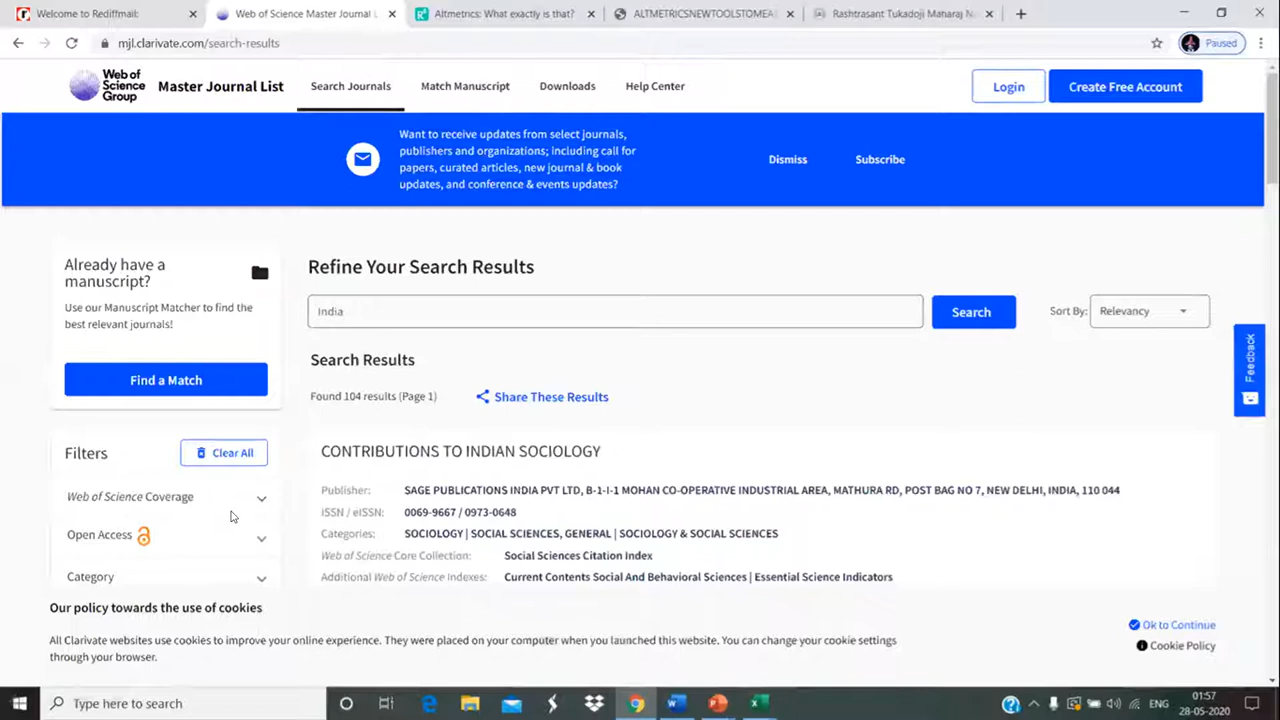 Welcome to Rediffmail:
Web of Science Master Journal L
Altmetrics: What exactly is that?
ALTMETRICSNEWTOOLSTOMEA
Rashtrasant Tukadoji Maharaj N
mjl.clarivate.com/search-results
Paused
Web of Science Group
Master Journal List
Search Journals
Match Manuscript
Downloads
Help Center
Login
Create Free Account
Want to receive updates from select journals,
publishers and organizations; including call for
papers, curated articles, new journal & book
updates, and conference & events updates?
Dismiss
Subscribe
Already have a
manuscript?
Use our Manuscript Matcher to find the
best relevant journals!
Find a Match
Refine Your Search Results
India
Search
Sort By:
Relevancy
Feedback
Search Results
Found 104 results (Page 1)
Share These Results
Filters
Clear All
Web of Science Coverage
Open Access
Category
CONTRIBUTIONS TO INDIAN SOCIOLOGY
Publisher: SAGE PUBLICATIONS INDIA PVT LTD, B-1-I-1 MOHAN CO-OPERATIVE INDUSTRIAL AREA, MATHURA RD, POST BAG NO 7, NEW DELHI, INDIA, 110 044
ISSN / eISSN: 0069-9667 / 0973-0648
Categories: SOCIOLOGY | SOCIAL SCIENCES, GENERAL | SOCIOLOGY & SOCIAL SCIENCES
Web of Science Core Collection: Social Sciences Citation Index
Additional Web of Science Indexes: Current Contents Social And Behavioral Sciences | Essential Science Indicators
Our policy towards the use of cookies
All Clarivate websites use cookies to improve your online experience. They were placed on your computer when you launched this website. You can change your cookie settings
through your browser.
Ok to Continue
Cookie Policy
Type here to search
ENG
01:57
28-05-2020